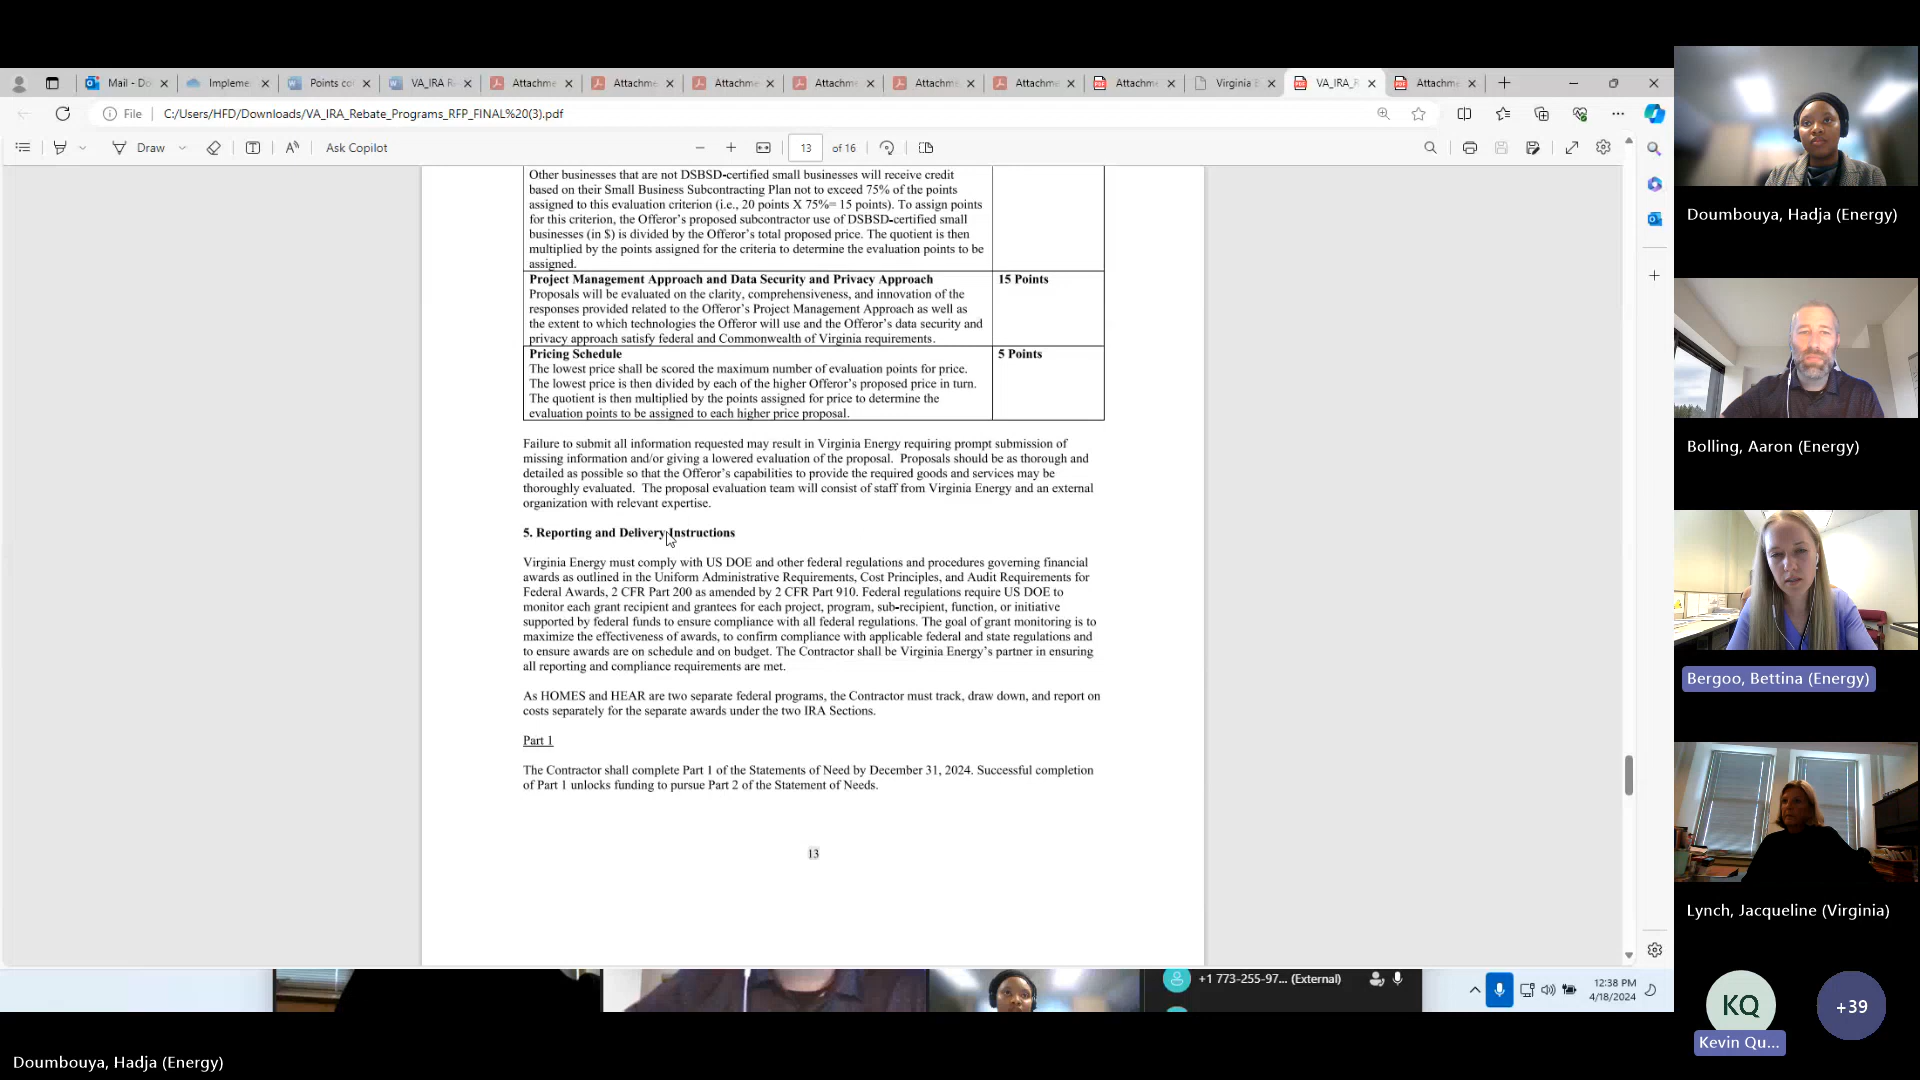 Mail - Do
Impleme
Points co
VA_IRA R
Attachme
Attachme
Attachme
Attachme
Attachme
Attachme
Attachme
Virginia E
VA_IRA_R
Attachme
File
C:/Users/HFD/Downloads/VA_IRA_Rebate_Programs_RFP_FINAL%20(3).pdf
Draw
Ask Copilot
13
of 16
Other businesses that are not DSBSD-certified small businesses will receive credit
based on their Small Business Subcontracting Plan not to exceed 75% of the points
assigned to this evaluation criterion (i.e., 20 points X 75%= 15 points). To assign points
for this criterion, the Offeror's proposed subcontractor use of DSBSD-certified small
businesses (in $) is divided by the Offeror's total proposed price. The quotient is then
multiplied by the points assigned for the criteria to determine the evaluation points to be
assigned.
Project Management Approach and Data Security and Privacy Approach
15 Points
Proposals will be evaluated on the clarity, comprehensiveness, and innovation of the
responses provided related to the Offeror's Project Management Approach as well as
the extent to which technologies the Offeror will use and the Offeror's data security and
privacy approach satisfy federal and Commonwealth of Virginia requirements.
Pricing Schedule
5 Points
The lowest price shall be scored the maximum number of evaluation points for price.
The lowest price is then divided by each of the higher Offeror's proposed price in turn.
The quotient is then multiplied by the points assigned for price to determine the
evaluation points to be assigned to each higher price proposal.
Failure to submit all information requested may result in Virginia Energy requiring prompt submission of
missing information and/or giving a lowered evaluation of the proposal. Proposals should be as thorough and
detailed as possible so that the Offeror's capabilities to provide the required goods and services may be
thoroughly evaluated. The proposal evaluation team will consist of staff from Virginia Energy and an external
organization with relevant expertise.
5. Reporting and Delivery Instructions
Virginia Energy must comply with US DOE and other federal regulations and procedures governing financial
awards as outlined in the Uniform Administrative Requirements, Cost Principles, and Audit Requirements for
Federal Awards, 2 CFR Part 200 as amended by 2 CFR Part 910. Federal regulations require US DOE to
monitor each grant recipient and grantees for each project, program, sub-recipient, function, or initiative
supported by federal funds to ensure compliance with all federal regulations. The goal of grant monitoring is to
maximize the effectiveness of awards, to confirm compliance with applicable federal and state regulations and
to ensure awards are on schedule and on budget. The Contractor shall be Virginia Energy's partner in ensuring
all reporting and compliance requirements are met.
As HOMES and HEAR are two separate federal programs, the Contractor must track, draw down, and report on
costs separately for the separate awards under the two IRA Sections.
Part 1
The Contractor shall complete Part 1 of the Statements of Need by December 31, 2024. Successful completion
of Part 1 unlocks funding to pursue Part 2 of the Statement of Needs.
13
+1 773-255-97... (External)
12:38 PM
4/18/2024
Doumbouya, Hadja (Energy)
Bolling, Aaron (Energy)
Bergoo, Bettina (Energy)
Lynch, Jacqueline (Virginia)
KQ
+39
Kevin Qu...
Doumbouya, Hadja (Energy)